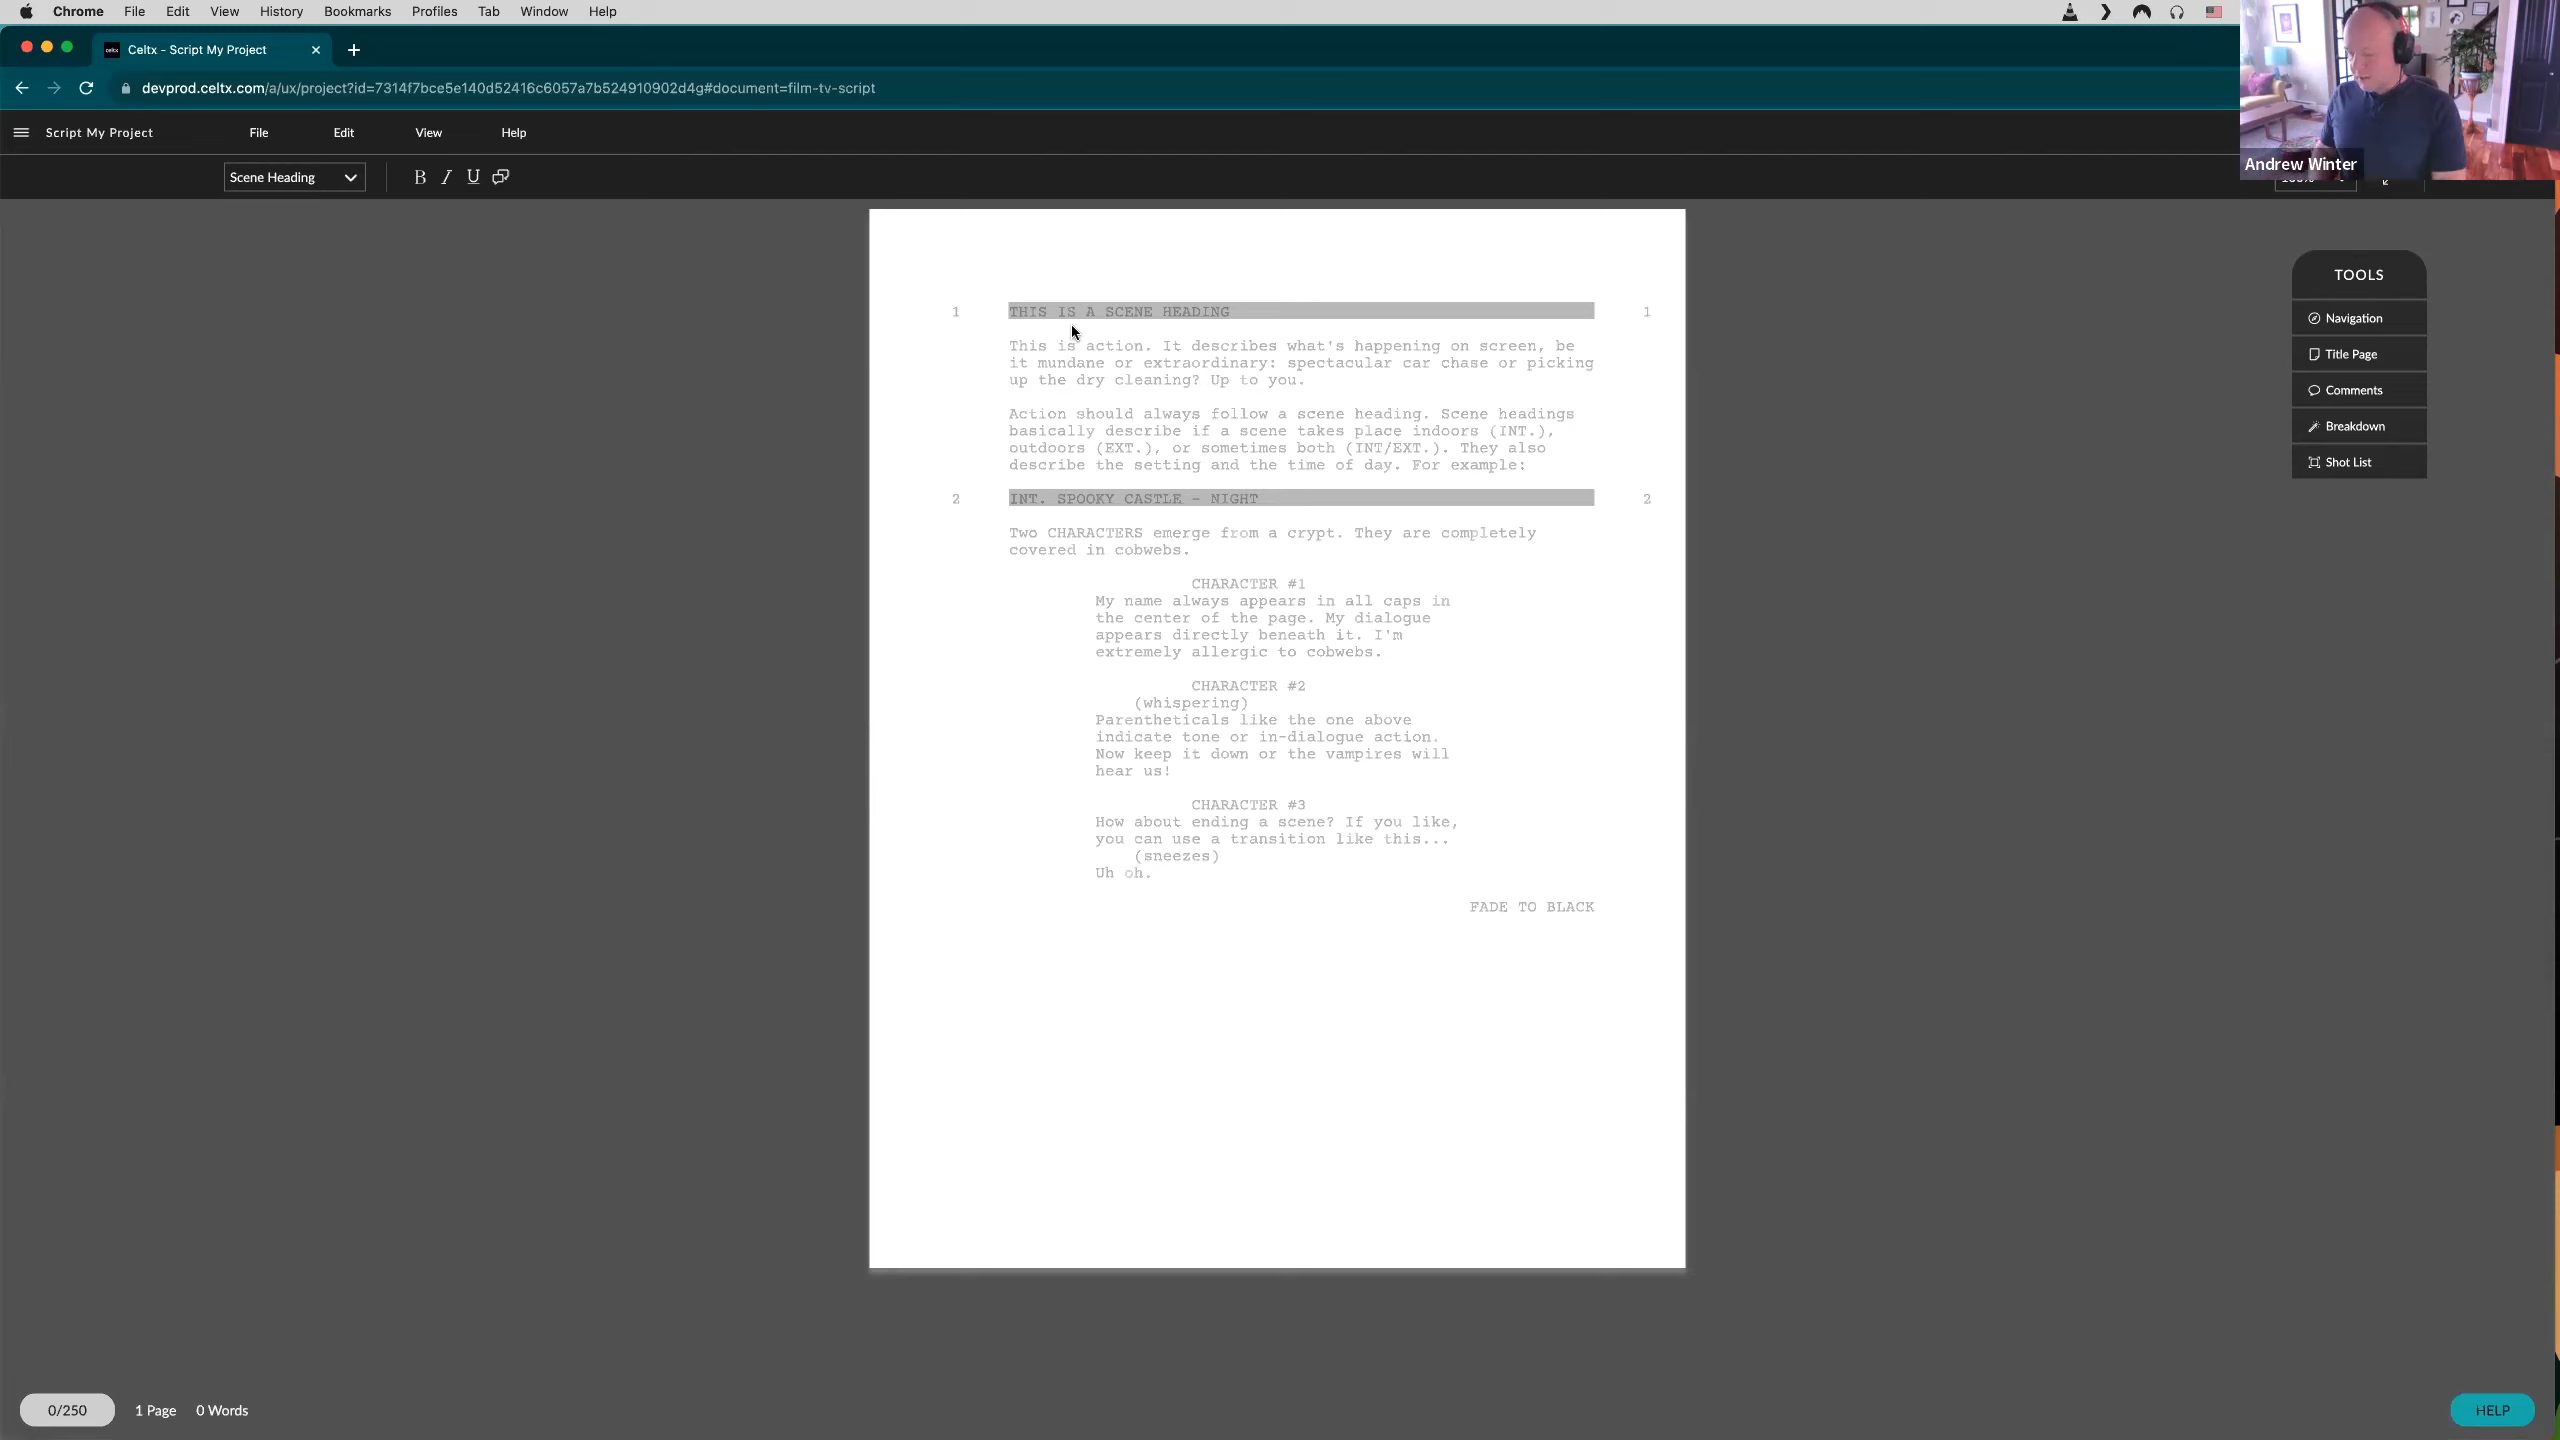 Chrome File Edit View History Bookmarks Profiles Tab Window Help
celtx Celtx - Script My Project
devprod.celtx.com/a/ux/project?id=7314f7bce5e140d52416c6057a7b524910902d4g#document=film-tv-script
Script My Project File Edit View Help
Andrew Winter
Scene Heading B I U
TOOLS
Navigation
Title Page
Comments
Breakdown
Shot List
1 THIS IS A SCENE HEADING 1
This is action. It describes what's happening on screen, be
it mundane or extraordinary: spectacular car chase or picking
up the dry cleaning? Up to you.
Action should always follow a scene heading. Scene headings
basically describe if a scene takes place indoors (INT.),
outdoors (EXT.), or sometimes both (INT/EXT.). They also
describe the setting and the time of day. For example:
2 INT. SPOOKY CASTLE - NIGHT 2
Two CHARACTERS emerge from a crypt. They are completely
covered in cobwebs.
CHARACTER #1
My name always appears in all caps in
the center of the page. My dialogue
appears directly beneath it. I'm
extremely allergic to cobwebs.
CHARACTER #2
(whispering)
Parentheticals like the one above
indicate tone or in-dialogue action.
Now keep it down or the vampires will
hear us!
CHARACTER #3
How about ending a scene? If you like,
you can use a transition like this...
(sneezes)
Uh oh.
FADE TO BLACK
0/250 1 Page 0 Words
HELP